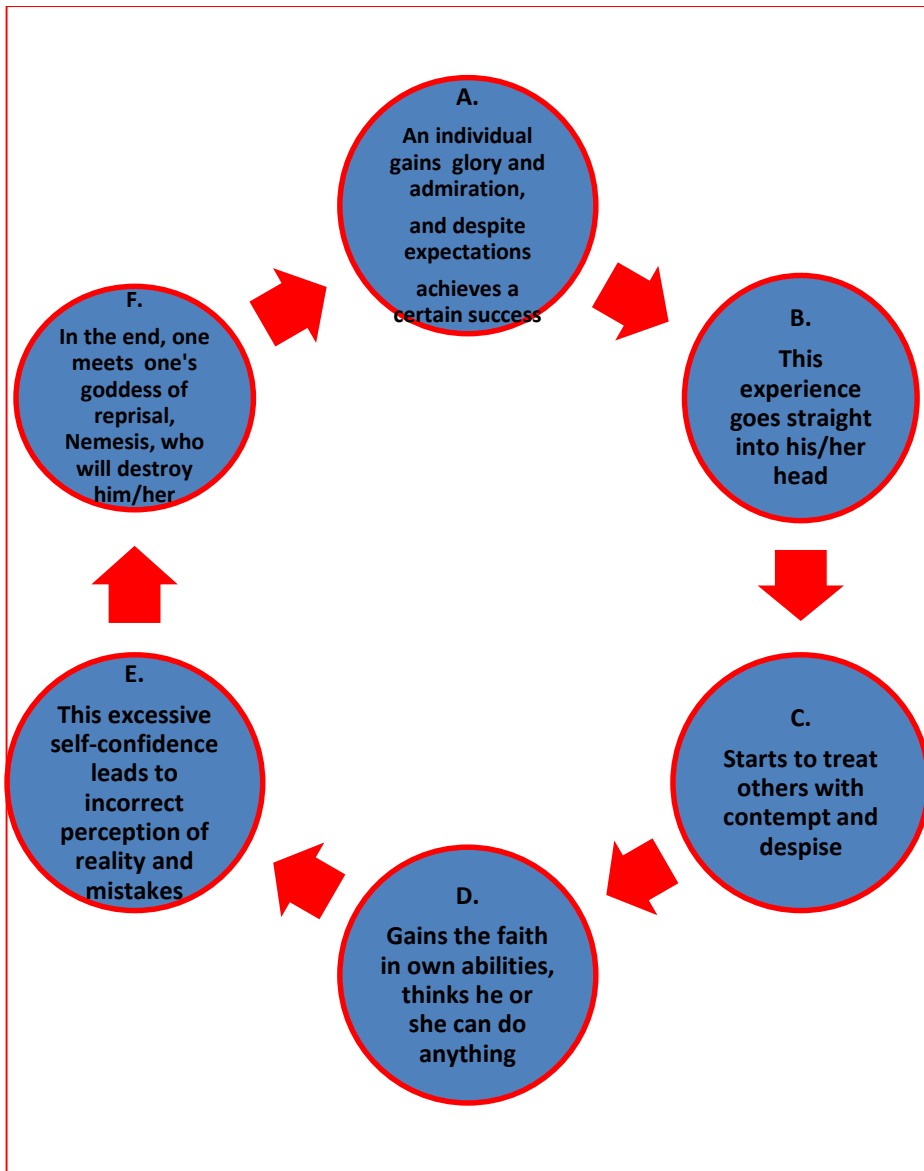 A.
An individual
gains glory and
admiration,
and despite
expectations
achieves a
certain success
B.
This
experience
goes straight
into his/her
head
C.
Starts to treat
others with
contempt and
despise
D.
Gains the faith
in own abilities,
thinks he or
she can do
anything
E.
This excessive
self-confidence
leads to
incorrect
perception of
reality and
mistakes
F.
In the end, one
meets one's
goddess of
reprisal,
Nemesis, who
will destroy
him/her